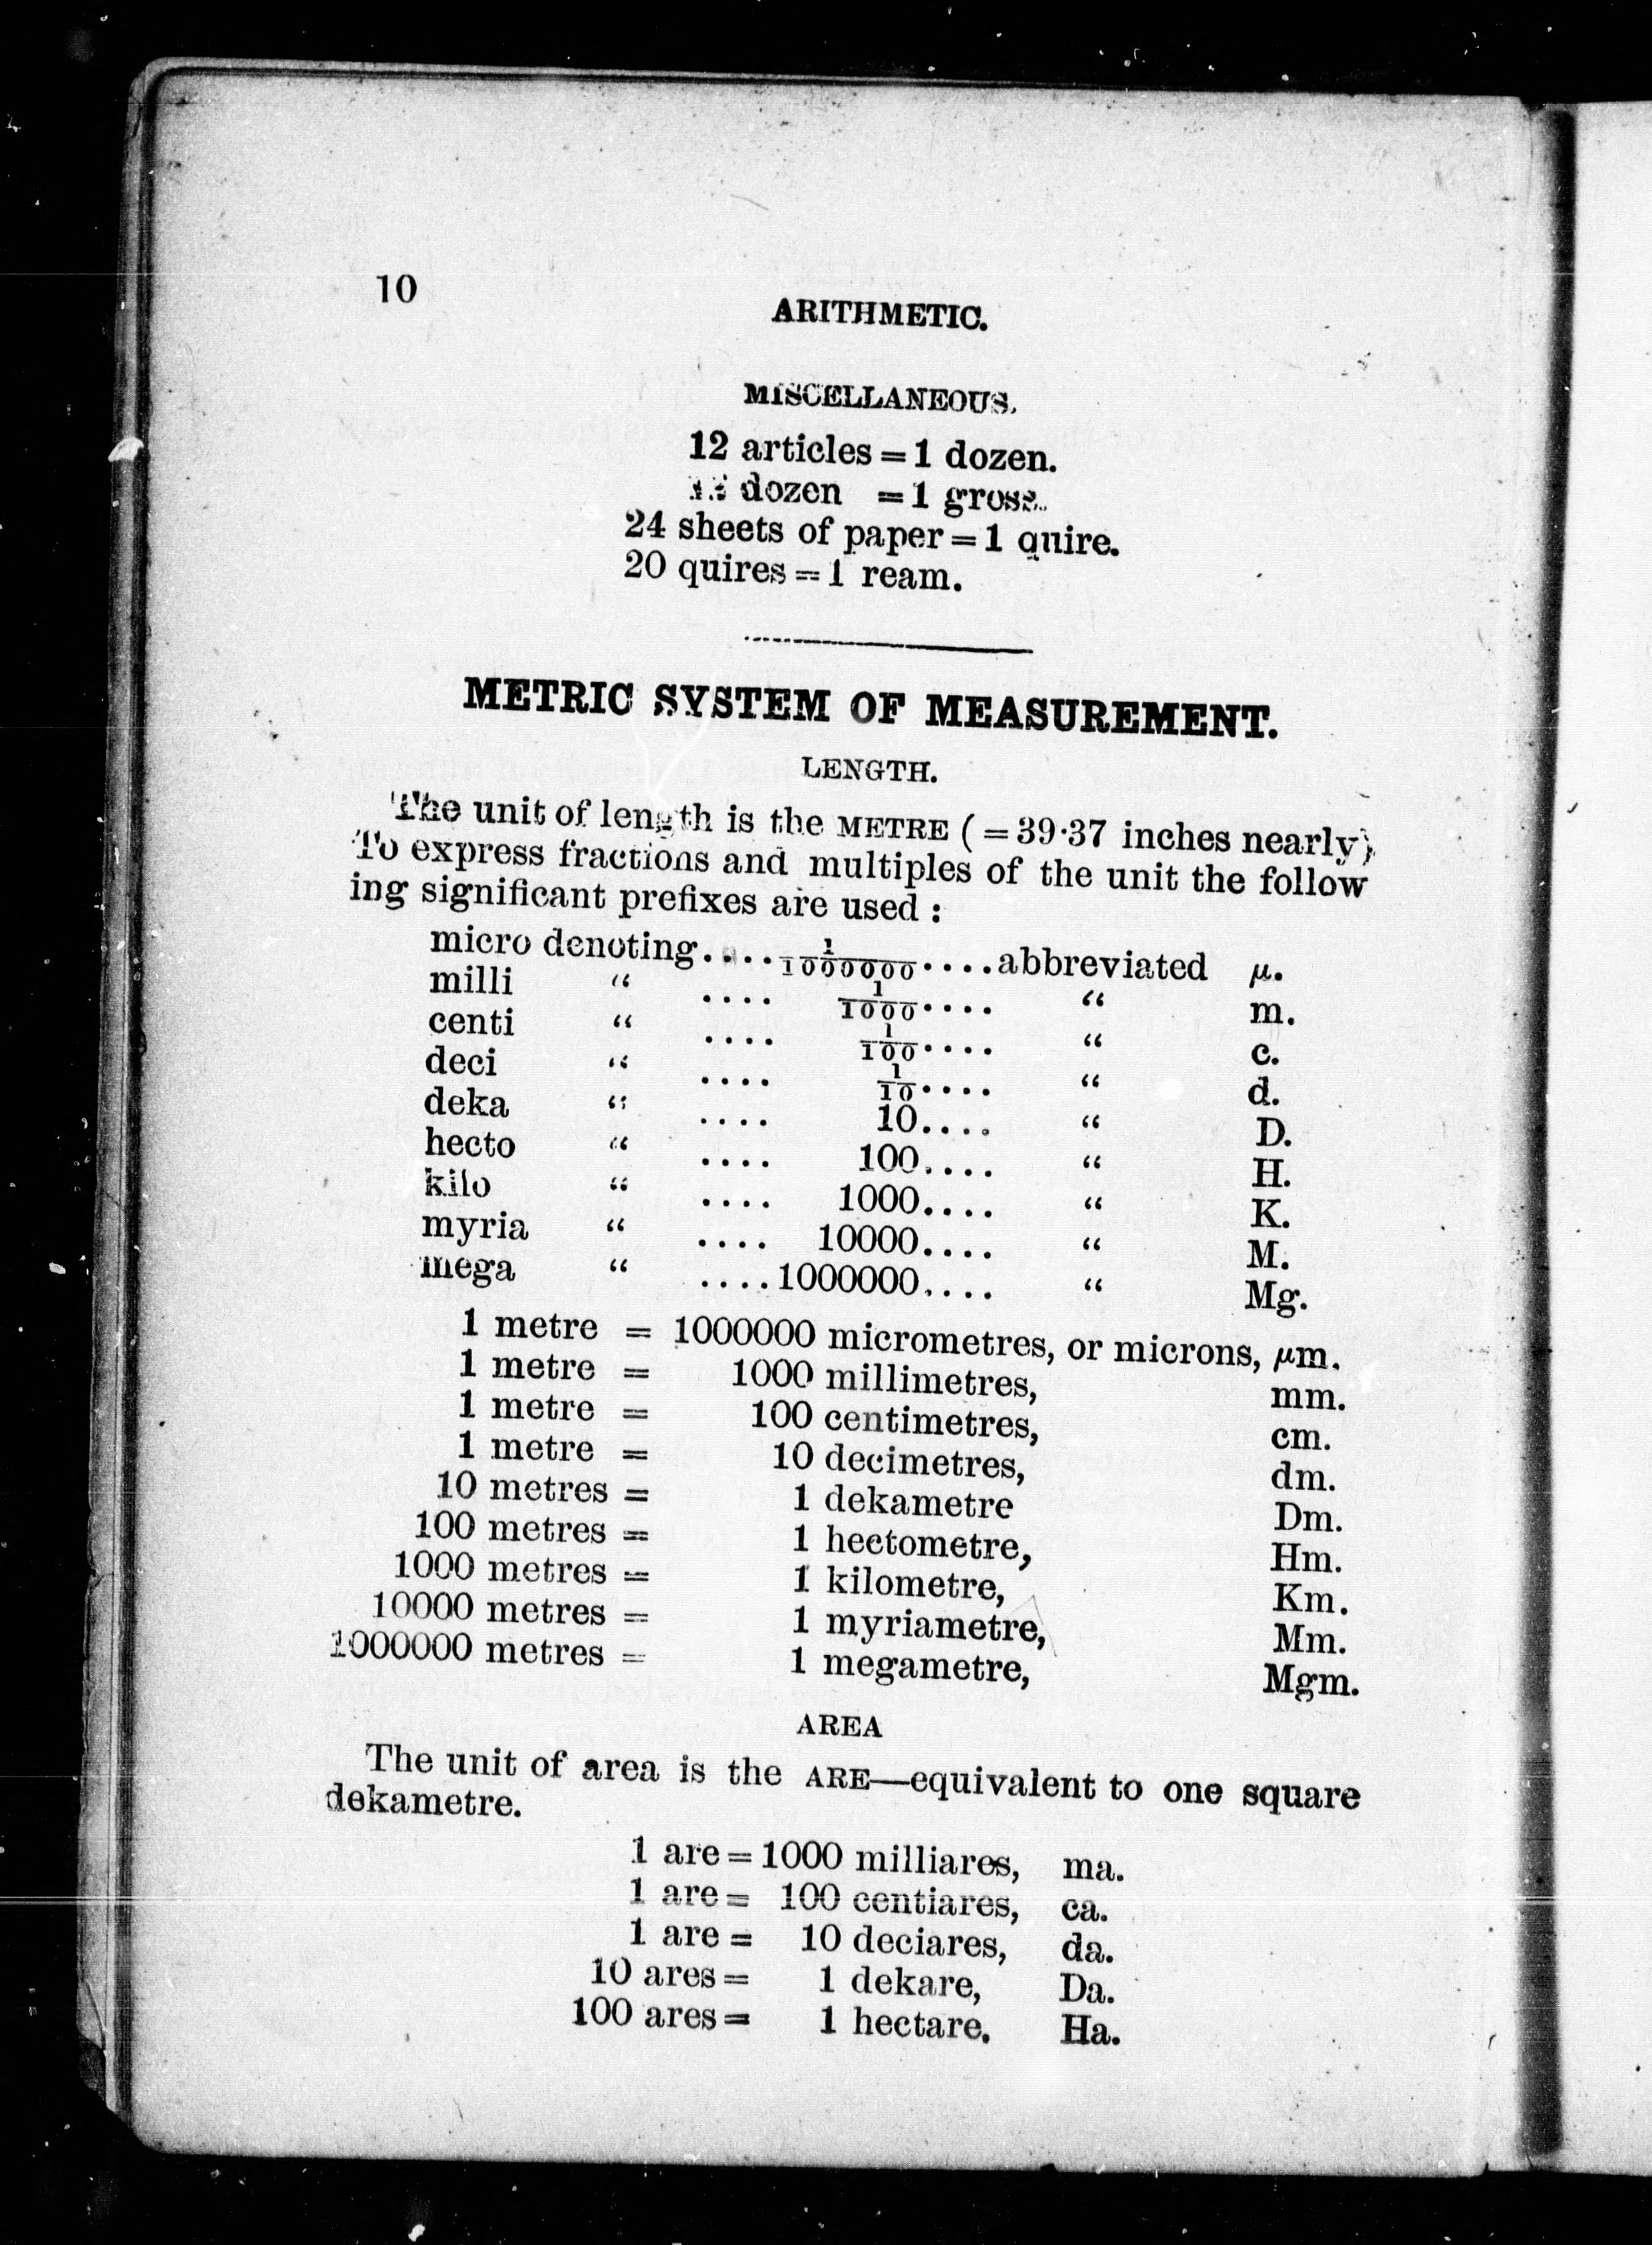 10
ARITHMETIC.
MISCELLANEOUS.
12 articles = 1 dozen.
dozen = 1 gross.
24 sheets of paper = 1 quire.
20 quires = 1 ream.
METRIC SYSTEM OF MEASUREMENT.
LENGTH.
The unit of length is the METRE (= 39·37 inches nearly)
To express fractions and multiples of the unit the follow
ing significant prefixes are used :
micro denoting.... 1/1000000 ....abbreviated μ.
milli “ .... 1/1000 .... “ m.
centi “ .... 1/100 .... “ c.
deci “ .... 1/10 .... “ d.
deka “ .... 10.... “ D.
hecto “ .... 100.... “ H.
kilo “ .... 1000.... “ K.
myria “ .... 10000.... “ M.
mega “ ....1000000.... “ Mg.
1 metre = 1000000 micrometres, or microns, μm.
1 metre = 1000 millimetres, mm.
1 metre = 100 centimetres, cm.
1 metre = 10 decimetres, dm.
10 metres = 1 dekametre Dm.
100 metres = 1 hectometre, Hm.
1000 metres = 1 kilometre, Km.
10000 metres = 1 myriametre, Mm.
1000000 metres = 1 megametre, Mgm.
AREA
The unit of area is the ARE—equivalent to one square
dekametre.
1 are = 1000 milliares, ma.
1 are = 100 centiares, ca.
1 are = 10 deciares, da.
10 ares = 1 dekare, Da.
100 ares = 1 hectare. Ha.